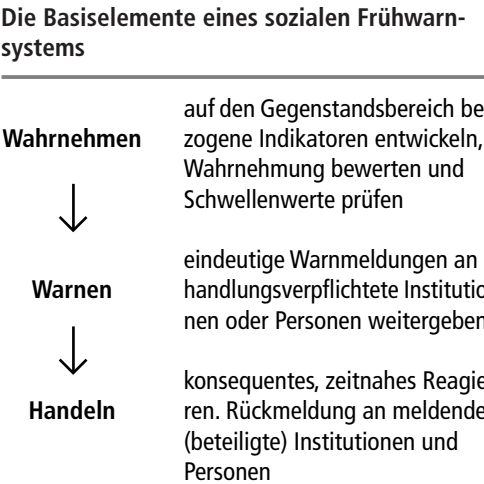 Die Basiselemente eines sozialen Frühwarn-
systems
Wahrnehmen
auf den Gegenstandsbereich be
zogene Indikatoren entwickeln,
Wahrnehmung bewerten und
Schwellenwerte prüfen
Warnen
eindeutige Warnmeldungen an
handlungsverpflichtete Institutio
nen oder Personen weitergeben
Handeln
konsequentes, zeitnahes Reagie
ren. Rückmeldung an meldende
(beteiligte) Institutionen und
Personen